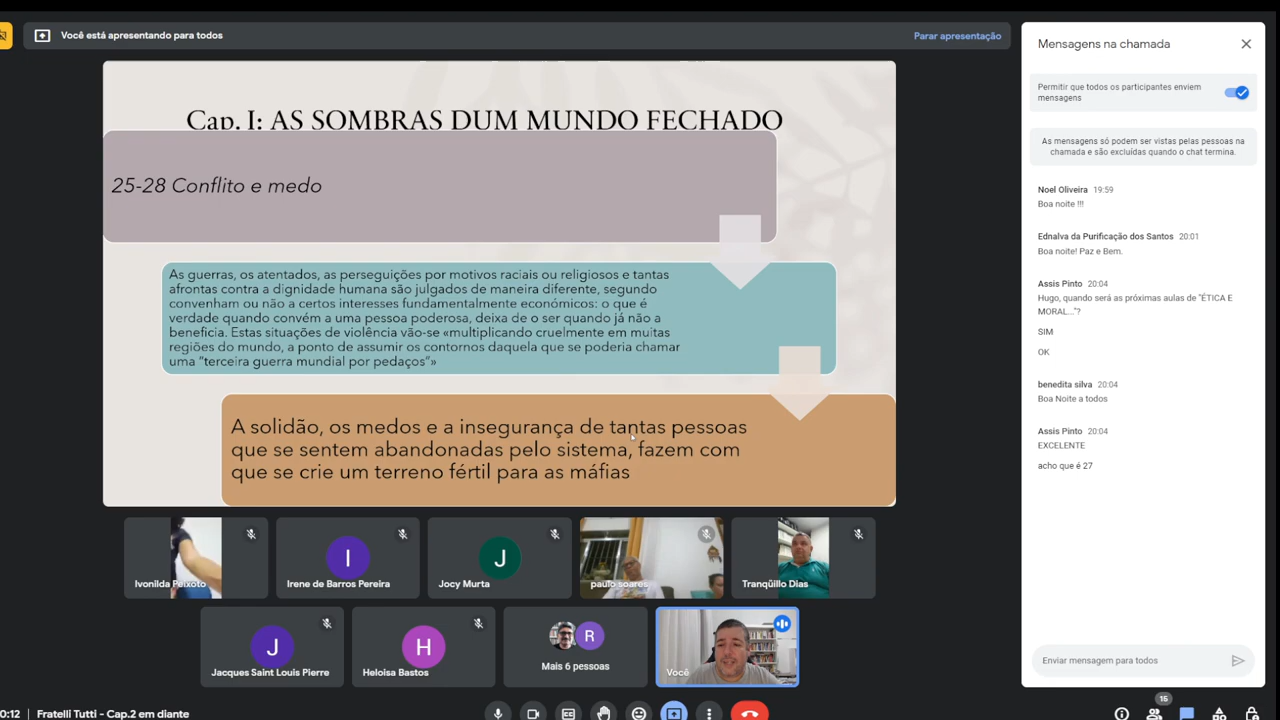 Você está apresentando para todos
Parar apresentação
Cap. I: AS SOMBRAS DUM MUNDO FECHADO
25-28 Conflito e medo
As guerras, os atentados, as perseguições por motivos raciais ou religiosos e tantas
afrontas contra a dignidade humana são julgados de maneira diferente, segundo
convenham ou não a certos interesses fundamentalmente económicos: o que é
verdade quando convém a uma pessoa poderosa, deixa de o ser quando já não a
beneficia. Estas situações de violência vão-se «multiplicando cruelmente em muitas
regiões do mundo, a ponto de assumir os contornos daquela que se poderia chamar
uma “terceira guerra mundial por pedaços”»
A solidão, os medos e a insegurança de tantas pessoas
que se sentem abandonadas pelo sistema, fazem com
que se crie um terreno fértil para as máfias
Ivonilda Peixoto
I
Irene de Barros Pereira
J
Jocy Murta
paulo soares
Tranqüillo Dias
J
Jacques Saint Louis Pierre
H
Heloisa Bastos
R
Mais 6 pessoas
Você
0:12 | Fratelli Tutti - Cap.2 em diante
Mensagens na chamada
Permitir que todos os participantes enviem
mensagens
As mensagens só podem ser vistas pelas pessoas na
chamada e são excluídas quando o chat termina.
Noel Oliveira 19:59
Boa noite !!!
Ednalva da Purificação dos Santos 20:01
Boa noite! Paz e Bem.
Assis Pinto 20:04
Hugo, quando será as próximas aulas de "ÉTICA E
MORAL..."?
SIM
OK
benedita silva 20:04
Boa Noite a todos
Assis Pinto 20:04
EXCELENTE
acho que é 27
Enviar mensagem para todos
15